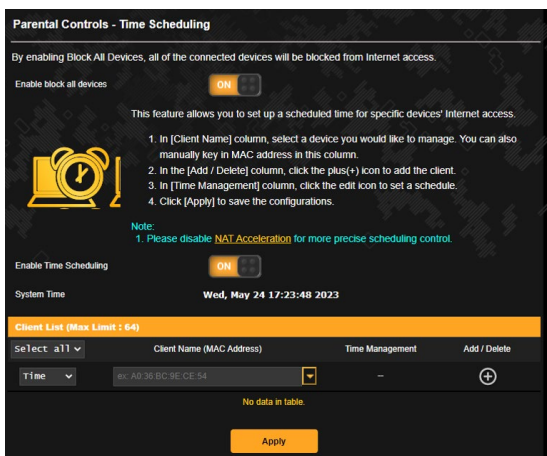 Parental Controls - Time Scheduling
By enabling Block All Devices, all of the connected devices will be blocked from Internet access.
Enable block all devices
ON
This feature allows you to set up a scheduled time for specific devices' Internet access.
1. In [Client Name] column, select a device you would like to manage. You can also
manually key in MAC address in this column.
2. In the [Add / Delete] column, click the plus(+) icon to add the client.
3. In [Time Management] column, click the edit icon to set a schedule.
4. Click [Apply] to save the configurations.
Note:
1. Please disable NAT Acceleration for more precise scheduling control.
Enable Time Scheduling
ON
System Time
Wed, May 24 17:23:48 2023
Client List (Max Limit : 64)
Select all
Client Name (MAC Address)
Time Management
Add / Delete
Time
ex: A0:36:BC:9E:CE:54
–
No data in table.
Apply